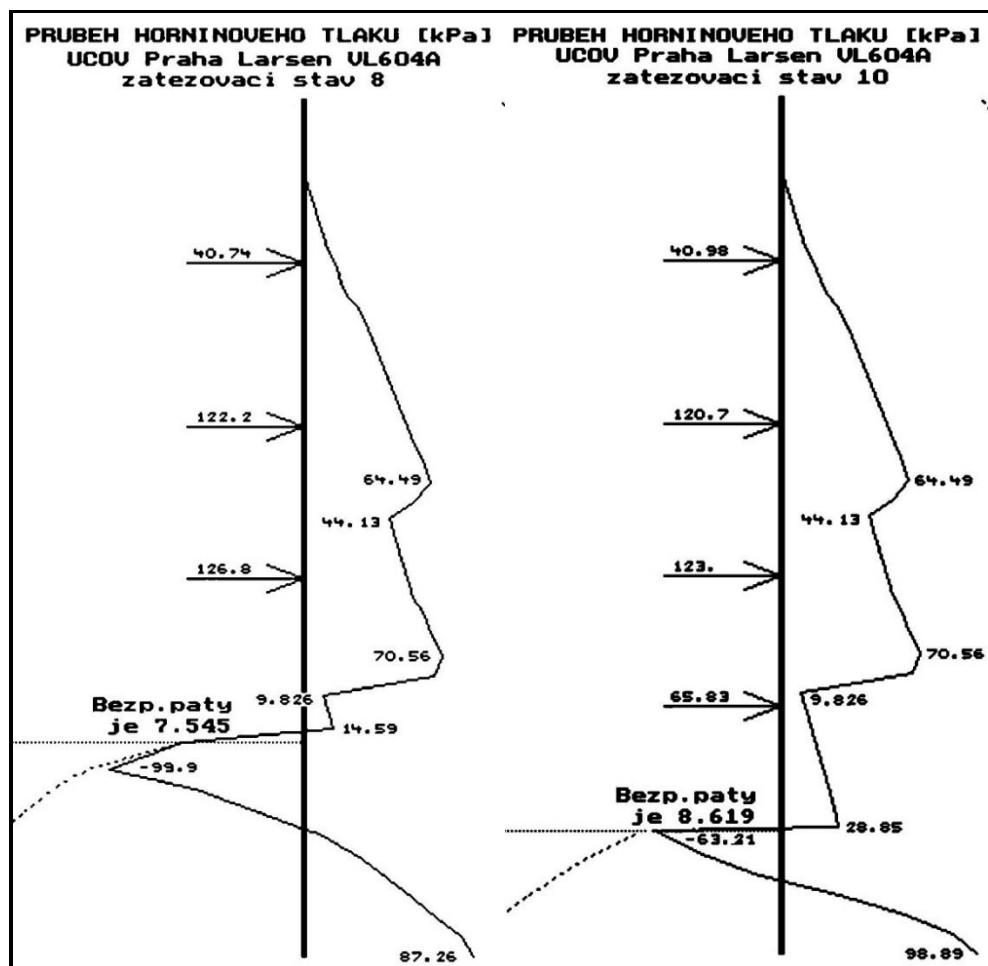 PRUBEH HORNINOVEHO TLAKU [kPa]
UCOV Praha Larsen VL604A
zatezovaci stav 8
40.74
122.2
64.49
44.13
126.8
70.56
9.826
Bezp.paty
je 7.545
14.59
-99.9
87.26
PRUBEH HORNINOVEHO TLAKU [kPa]
UCOV Praha Larsen VL604A
zatezovaci stav 10
40.98
120.7
64.49
44.13
123.
70.56
65.83
9.826
Bezp.paty
je 8.619
28.85
-63.21
98.89